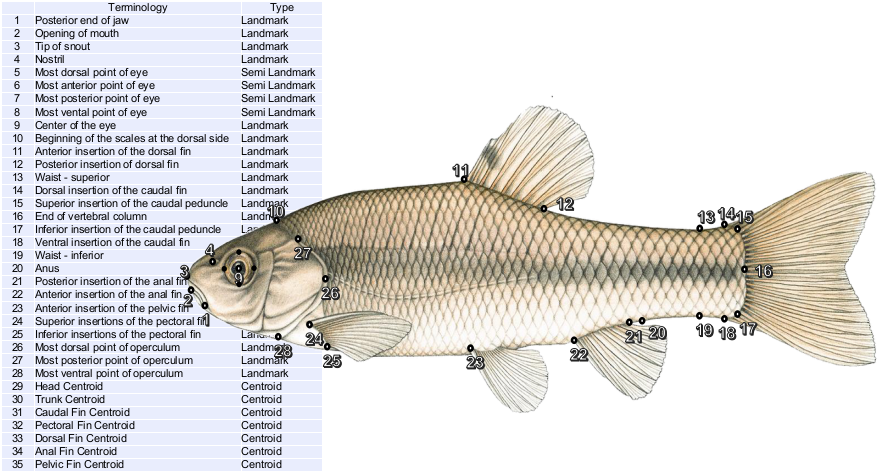 Terminology Type
1 Posterior end of jaw Landmark
2 Opening of mouth Landmark
3 Tip of snout Landmark
4 Nostril Landmark
5 Most dorsal point of eye Semi Landmark
6 Most anterior point of eye Semi Landmark
7 Most posterior point of eye Semi Landmark
8 Most vental point of eye Semi Landmark
9 Center of the eye Landmark
10 Beginning of the scales at the dorsal side Landmark
11 Anterior insertion of the dorsal fin Landmark
12 Posterior insertion of dorsal fin Landmark
13 Waist - superior Landmark
14 Dorsal insertion of the caudal fin Landmark
15 Superior insertion of the caudal peduncle Landmark
16 End of vertebral column
17 Inferior insertion of the caudal peduncle
18 Ventral insertion of the caudal fin
19 Waist - inferior
20 Anus
21 Posterior insertion of the anal fin
22 Anterior insertion of the anal fin
23 Anterior insertion of the pelvic fin
24 Superior insertions of the pectoral fin
25 Inferior insertions of the pectoral fin
26 Most dorsal point of operculum Landmark
27 Most posterior point of operculum Landmark
28 Most ventral point of operculum Landmark
29 Head Centroid Centroid
30 Trunk Centroid Centroid
31 Caudal Fin Centroid Centroid
32 Pectoral Fin Centroid Centroid
33 Dorsal Fin Centroid Centroid
34 Anal Fin Centroid Centroid
35 Pelvic Fin Centroid Centroid
11
12
10
13 14 15
27
4
3
9
16
26
2
1
24
28
25
23
22
21 20
19 18 17